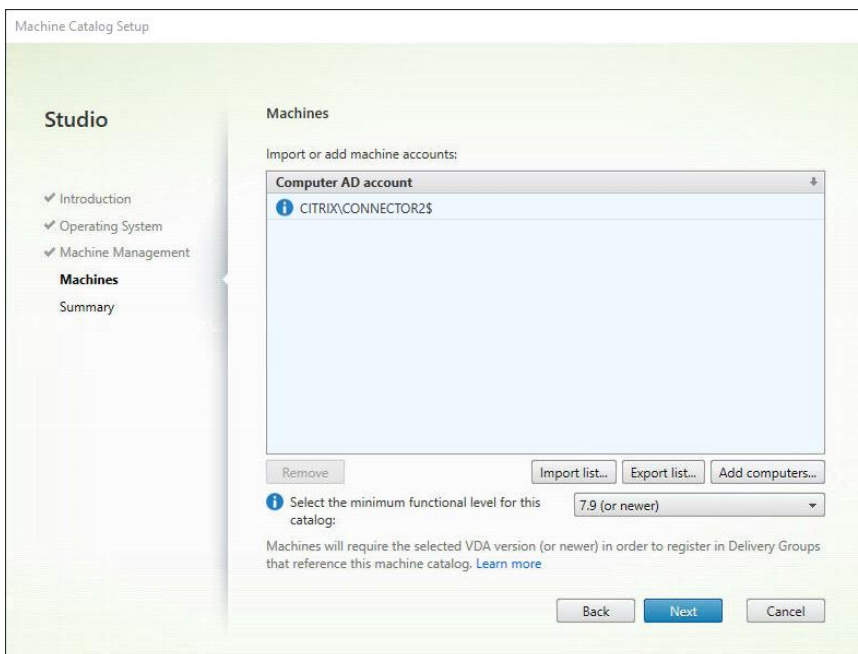 Machine Catalog Setup
Studio
Introduction
Operating System
Machine Management
Machines
Summary
Machines
Import or add machine accounts:
Computer AD account
CITRIX\CONNECTOR2$
Remove
Import list...
Export list...
Add computers...
Select the minimum functional level for this
catalog:
7.9 (or newer)
Machines will require the selected VDA version (or newer) in order to register in Delivery Groups
that reference this machine catalog. Learn more
Back
Next
Cancel